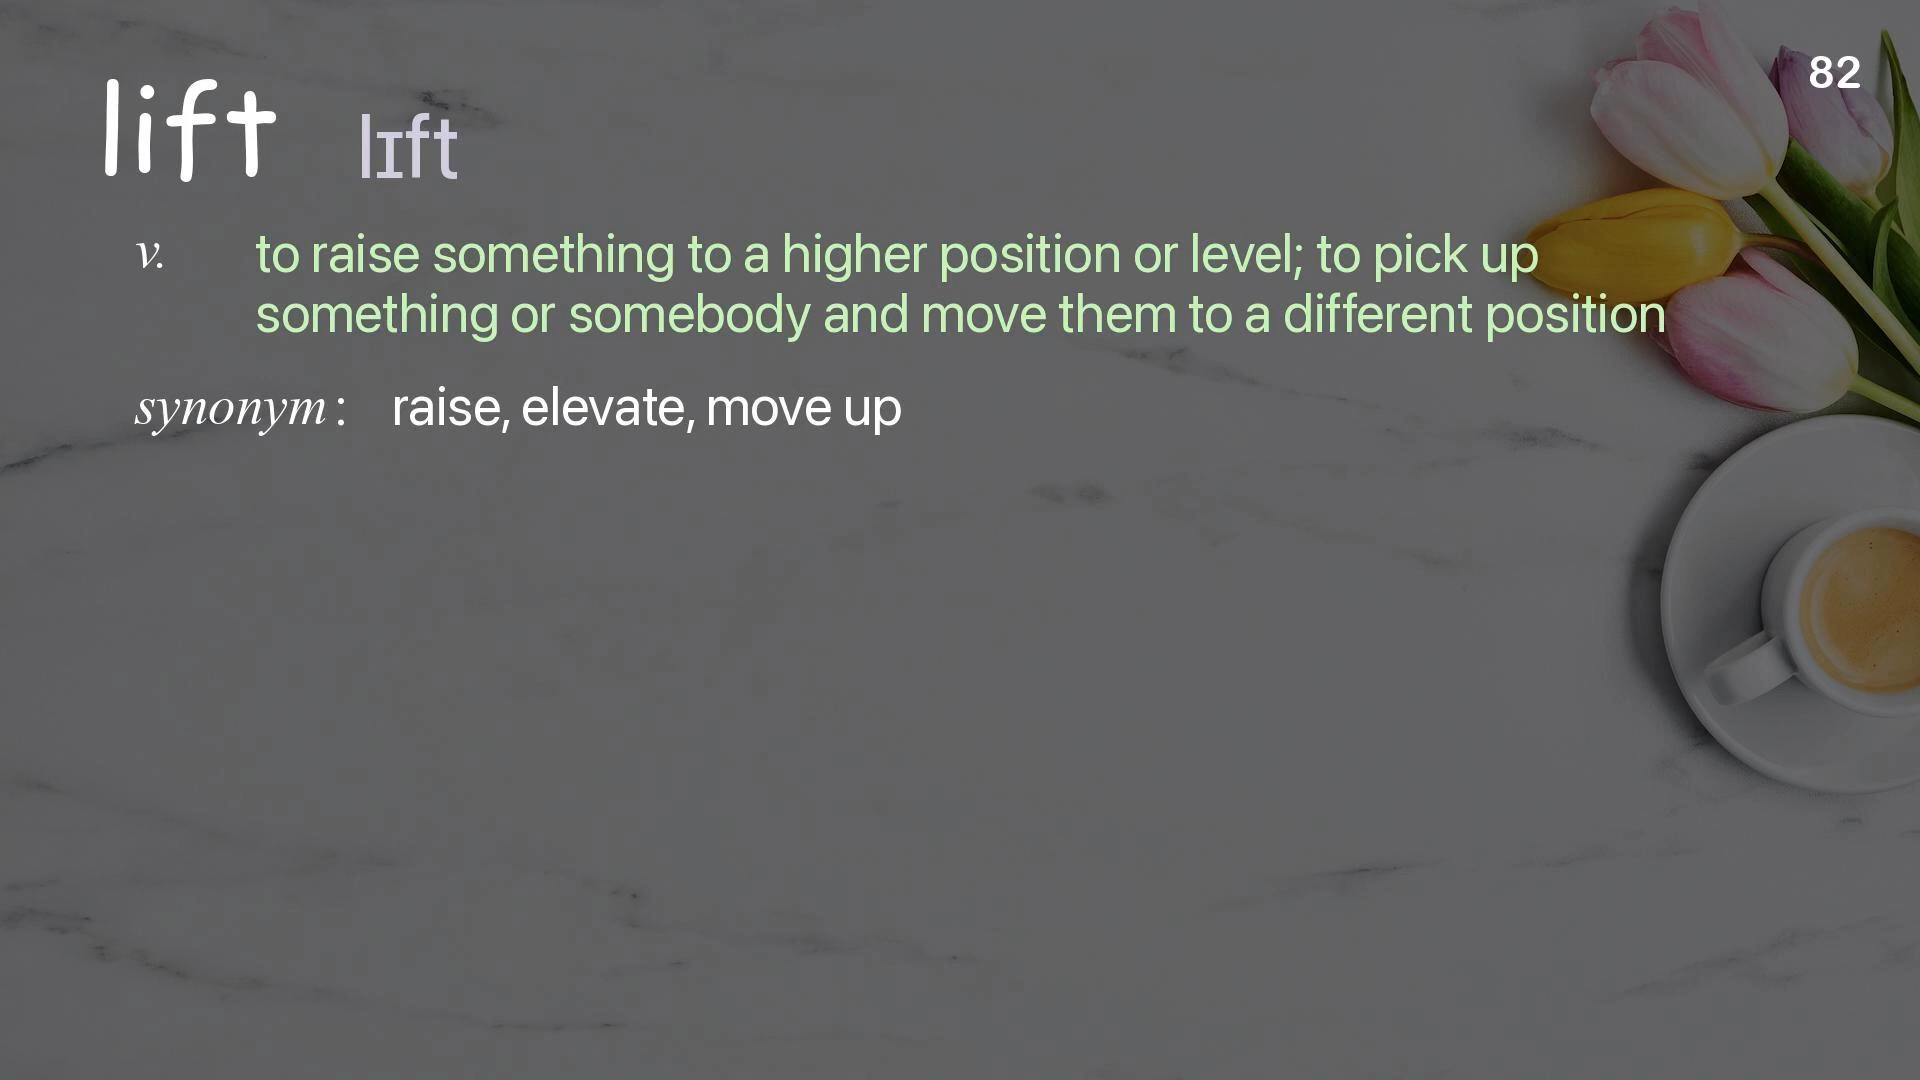 82
lift lɪft
v. to raise something to a higher position or level; to pick up
something or somebody and move them to a different position
synonym: raise, elevate, move up